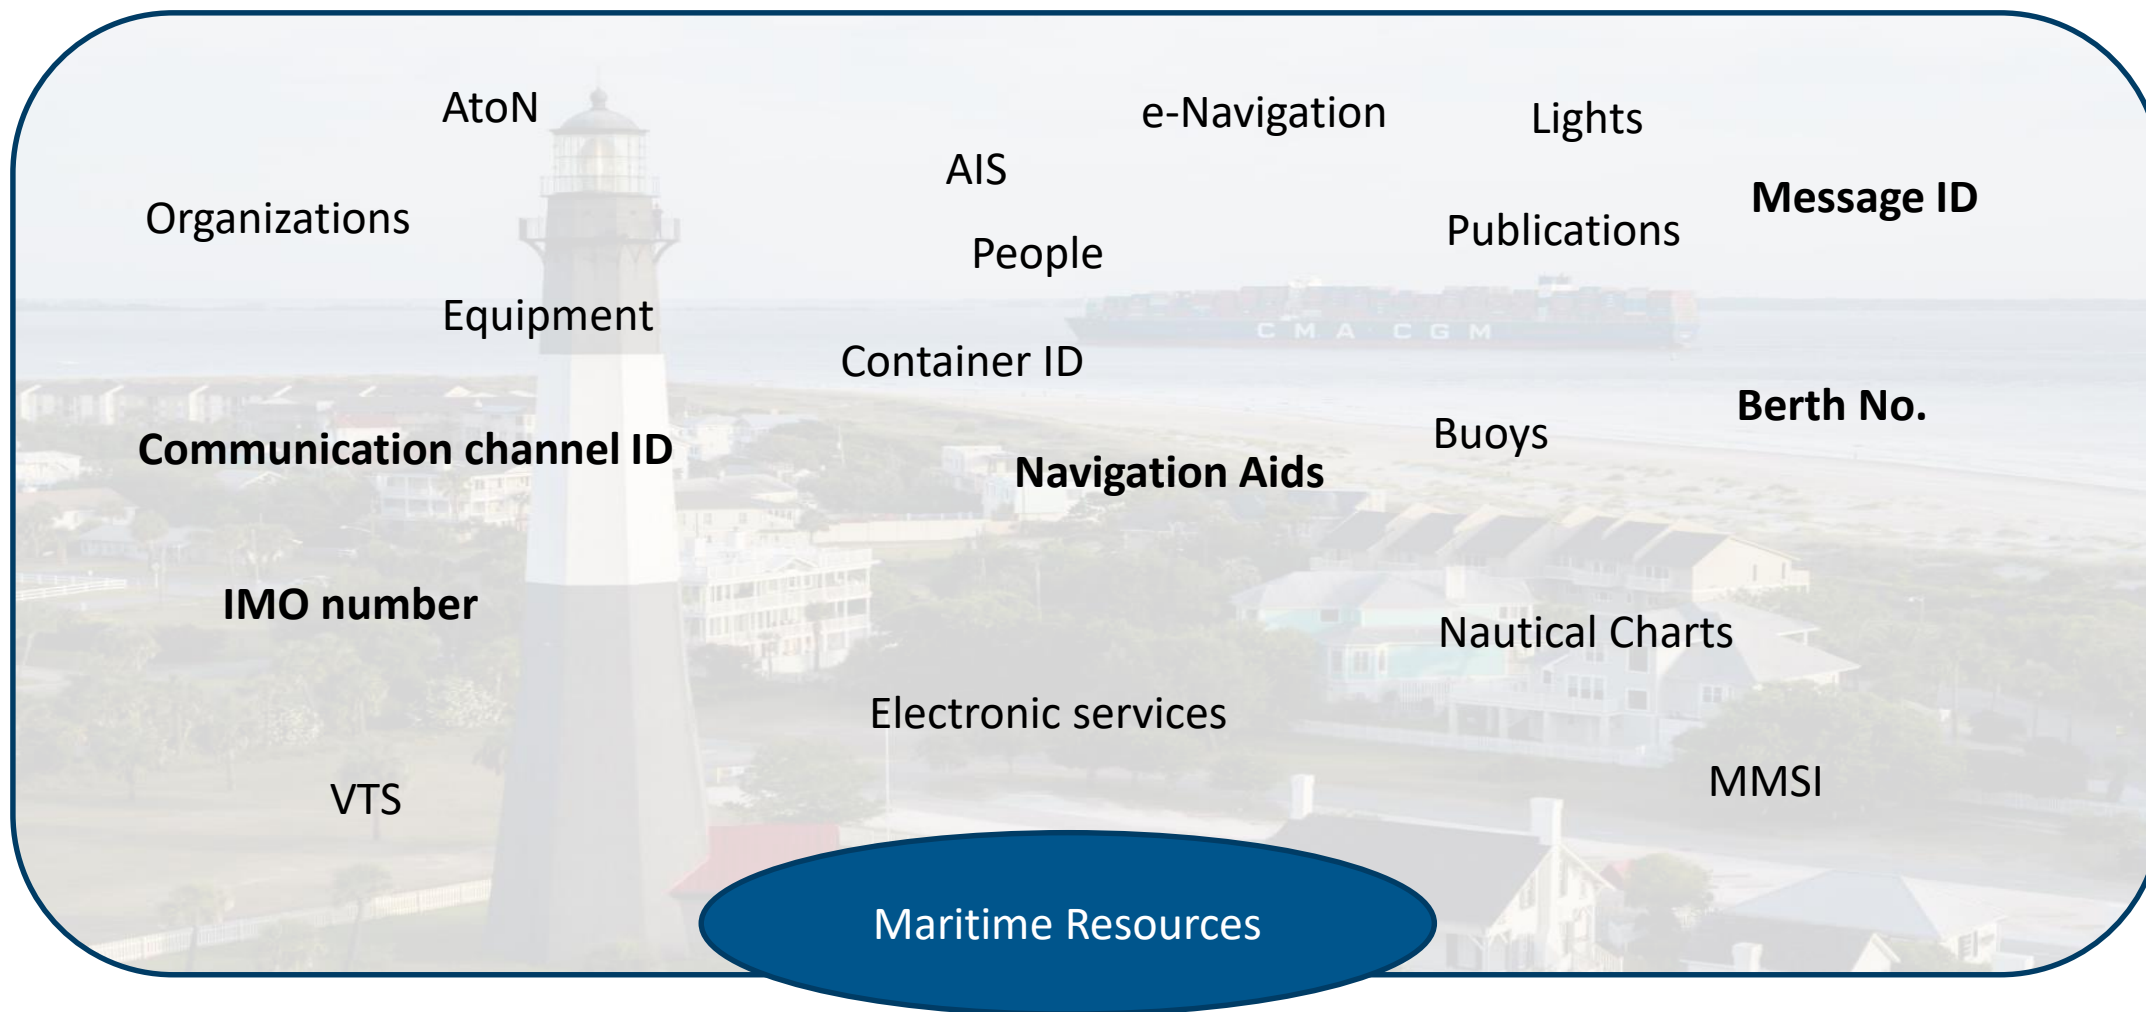 AtoN
e-Navigation
Lights
AIS
Message ID
Organizations
Publications
People
Equipment
CMA CGM
Container ID
Berth No.
Buoys
Communication channel ID
Navigation Aids
IMO number
Nautical Charts
Electronic services
MMSI
VTS
Maritime Resources